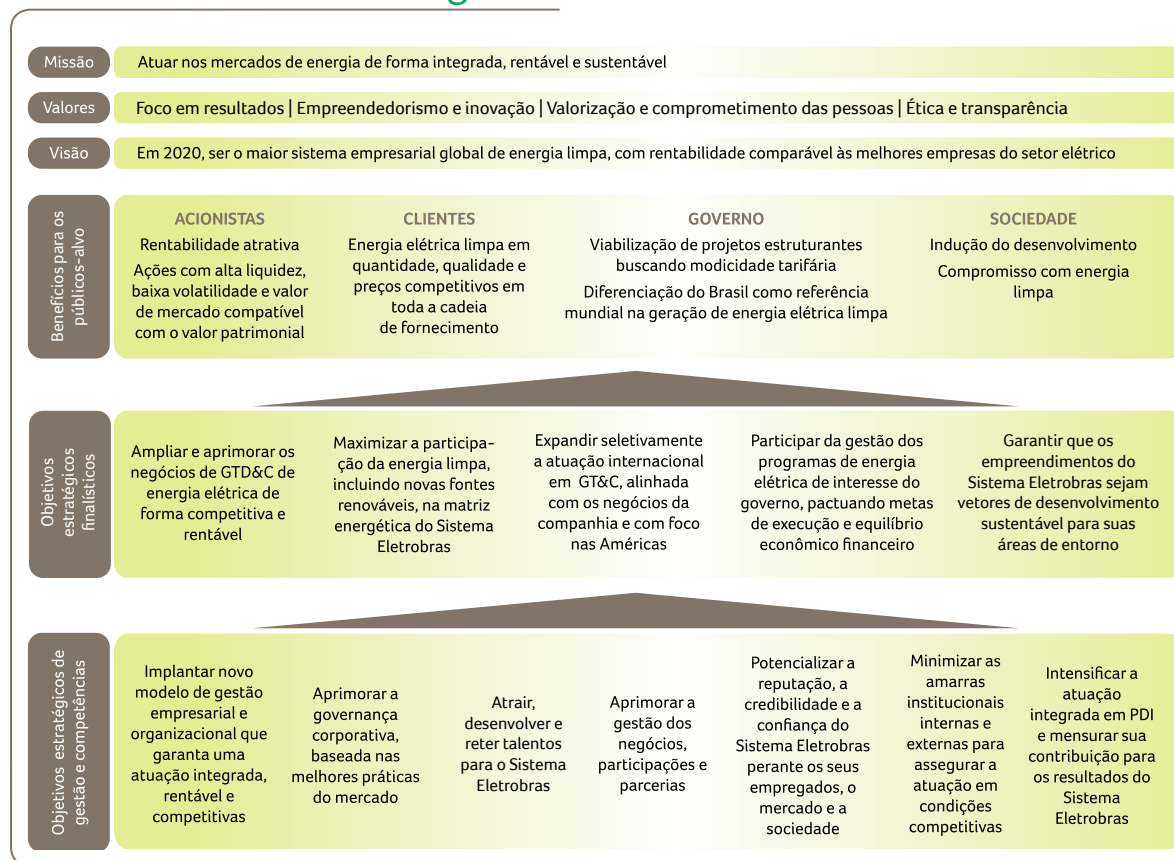 Missão
Atuar nos mercados de energia de forma integrada, rentável e sustentável
Valores
Foco em resultados | Empreendedorismo e inovação | Valorização e comprometimento das pessoas | Ética e transparência
Visão
Em 2020, ser o maior sistema empresarial global de energia limpa, com rentabilidade comparável às melhores empresas do setor elétrico
Benefícios para os
públicos-alvo
ACIONISTAS
Rentabilidade atrativa
Ações com alta liquidez,
baixa volatilidade e valor
de mercado compatível
com o valor patrimonial
CLIENTES
Energia elétrica limpa em
quantidade, qualidade e
preços competitivos em
toda a cadeia
de fornecimento
GOVERNO
Viabilização de projetos estruturantes
buscando modicidade tarifária
Diferenciação do Brasil como referência
mundial na geração de energia elétrica limpa
SOCIEDADE
Indução do desenvolvimento
Compromisso com energia
limpa
Objetivos
estratégicos
finalísticos
Ampliar e aprimorar os
negócios de GTD&C de
energia elétrica de
forma competitiva e
rentável
Maximizar a participa-
ção da energia limpa,
incluindo novas fontes
renováveis, na matriz
energética do Sistema
Eletrobras
Expandir seletivamente
a atuação internacional
em GT&C, alinhada
com os negócios da
companhia e com foco
nas Américas
Participar da gestão dos
programas de energia
elétrica de interesse do
governo, pactuando metas
de execução e equilíbrio
econômico financeiro
Garantir que os
empreendimentos do
Sistema Eletrobras sejam
vetores de desenvolvimento
sustentável para suas
áreas de entorno
Objetivos estratégicos de
gestão e competências
Implantar novo
modelo de gestão
empresarial e
organizacional que
garanta uma
atuação integrada,
rentável e
competitivas
Aprimorar a
governança
corporativa,
baseada nas
melhores práticas
do mercado
Atrair,
desenvolver e
reter talentos
para o Sistema
Eletrobras
Aprimorar a
gestão dos
negócios,
participações e
parcerias
Potencializar a
reputação, a
credibilidade e a
confiança do
Sistema Eletrobras
perante os seus
empregados, o
mercado e a
sociedade
Minimizar as
amarras
institucionais
internas e
externas para
assegurar a
atuação em
condições
competitivas
Intensificar a
atuação
integrada em PDI
e mensurar sua
contribuição para
os resultados do
Sistema
Eletrobras